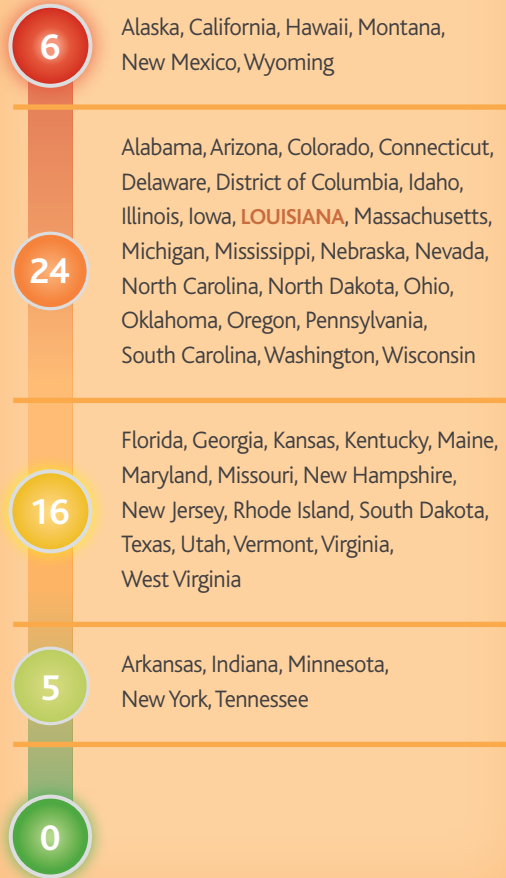 6
Alaska, California, Hawaii, Montana,
New Mexico, Wyoming
24
Alabama, Arizona, Colorado, Connecticut,
Delaware, District of Columbia, Idaho,
Illinois, Iowa, LOUISIANA, Massachusetts,
Michigan, Mississippi, Nebraska, Nevada,
North Carolina, North Dakota, Ohio,
Oklahoma, Oregon, Pennsylvania,
South Carolina, Washington, Wisconsin
16
Florida, Georgia, Kansas, Kentucky, Maine,
Maryland, Missouri, New Hampshire,
New Jersey, Rhode Island, South Dakota,
Texas, Utah, Vermont, Virginia,
West Virginia
5
Arkansas, Indiana, Minnesota,
New York, Tennessee
0